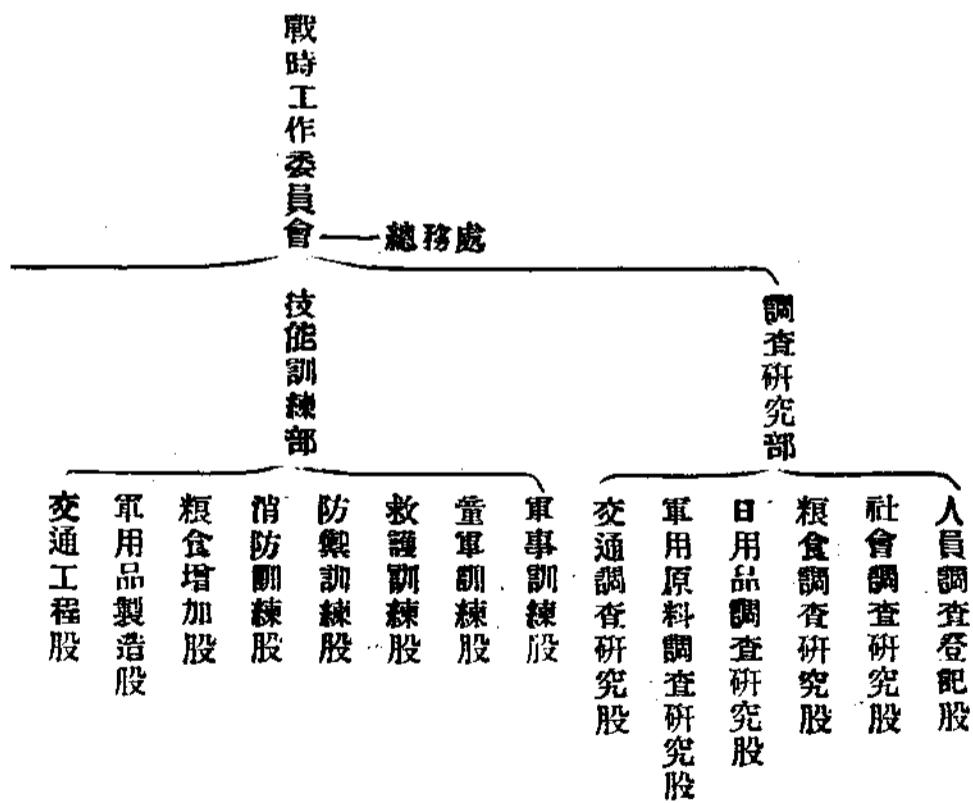 戰時工作委員會
總務處
調查研究部
人員調查登記股
社會調查研究股
粮食調查研究股
日用品調查研究股
軍用原料調查研究股
交通調查研究股
技能訓練部
軍事訓練股
童軍訓練股
救護訓練股
防禦訓練股
消防訓練股
粮食增加股
軍用品製造股
交通工程股